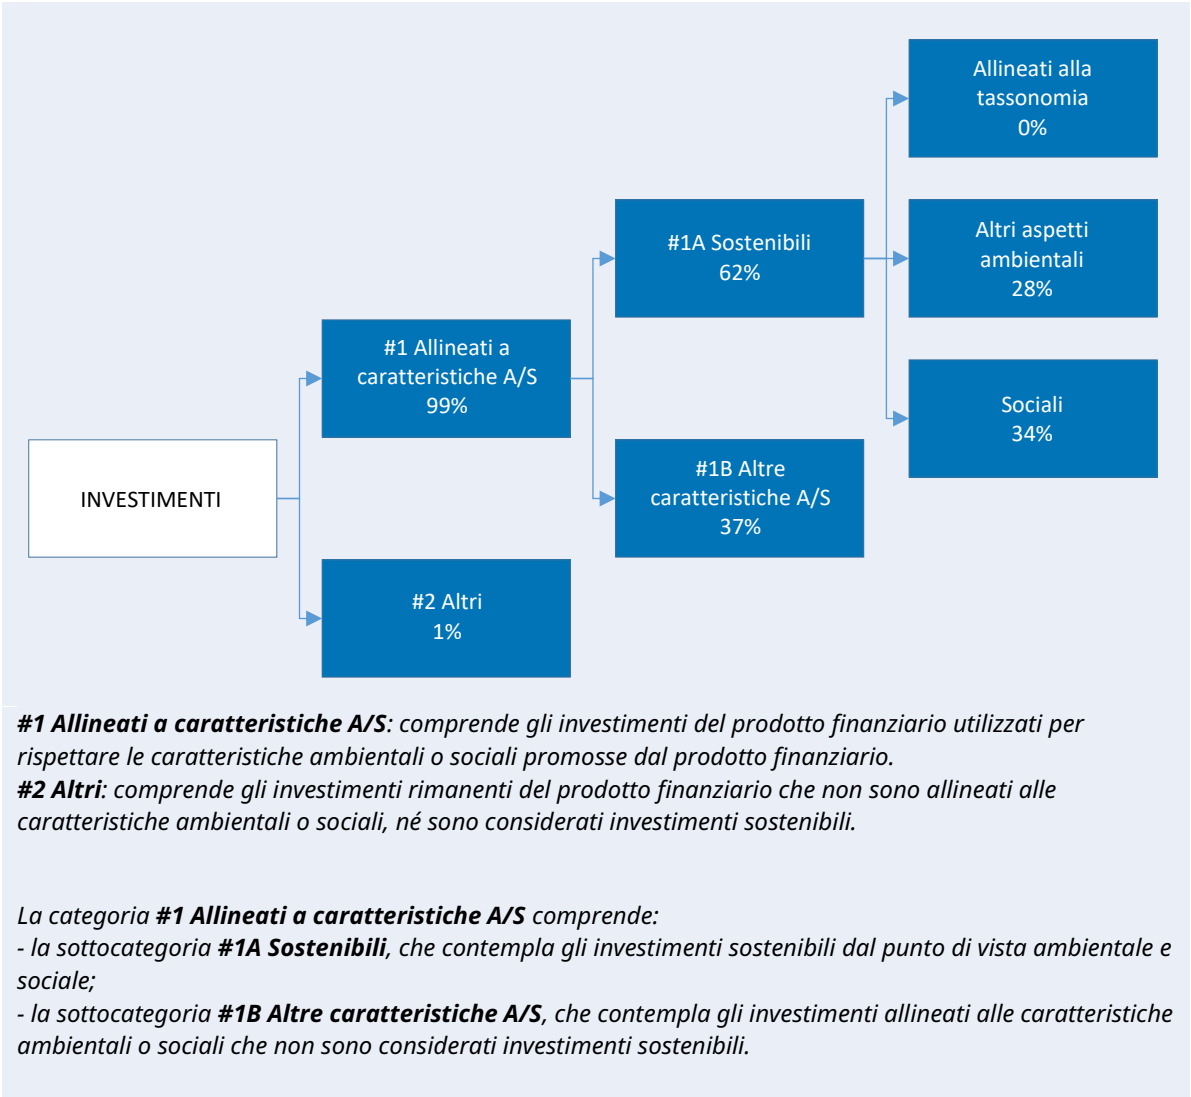 Allineati alla
tassonomia
0%
#1A Sostenibili
62%
Altri aspetti
ambientali
28%
#1 Allineati a
caratteristiche A/S
99%
Sociali
34%
INVESTIMENTI
#1B Altre
caratteristiche A/S
37%
#2 Altri
1%
#1 Allineati a caratteristiche A/S: comprende gli investimenti del prodotto finanziario utilizzati per
rispettare le caratteristiche ambientali o sociali promosse dal prodotto finanziario.
#2 Altri: comprende gli investimenti rimanenti del prodotto finanziario che non sono allineati alle
caratteristiche ambientali o sociali, né sono considerati investimenti sostenibili.
La categoria #1 Allineati a caratteristiche A/S comprende:
- la sottocategoria #1A Sostenibili, che contempla gli investimenti sostenibili dal punto di vista ambientale e
sociale;
- la sottocategoria #1B Altre caratteristiche A/S, che contempla gli investimenti allineati alle caratteristiche
ambientali o sociali che non sono considerati investimenti sostenibili.